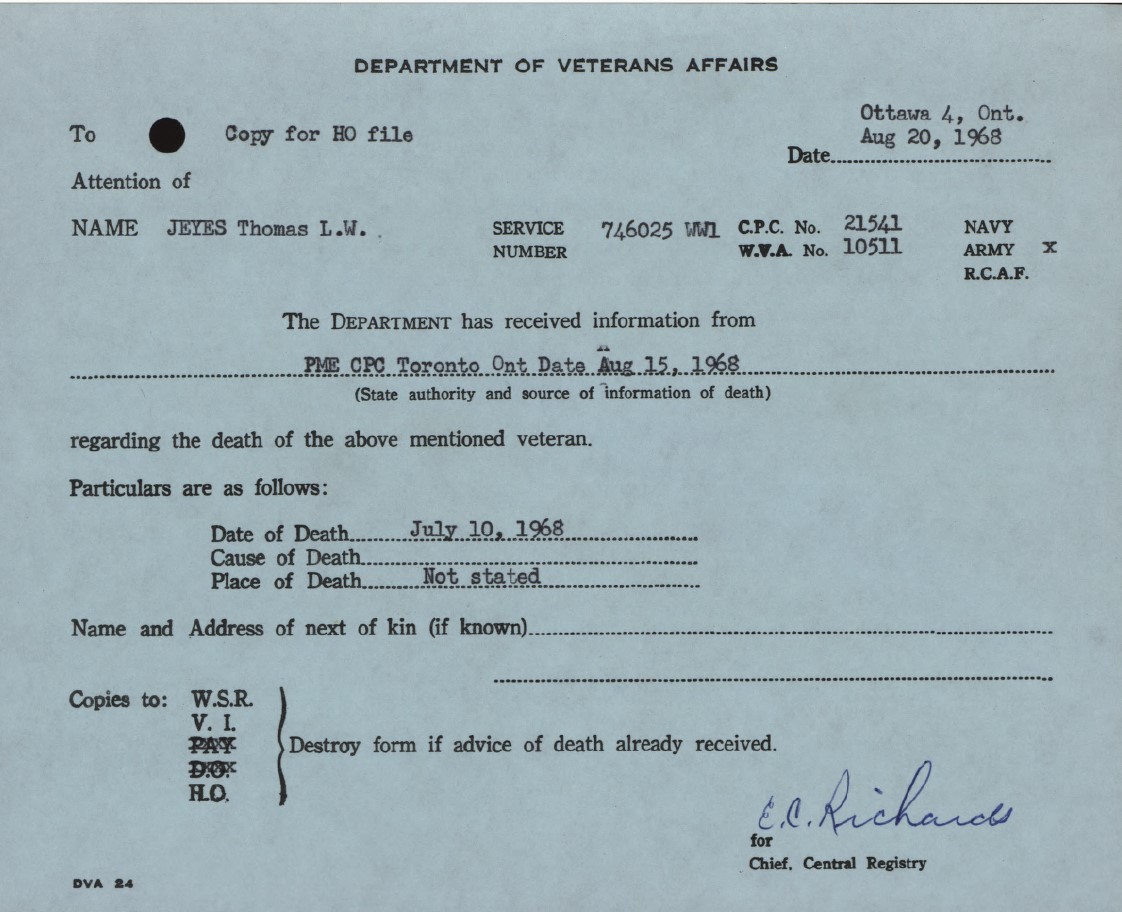 DEPARTMENT OF VETERANS AFFAIRS
Ottawa 4, Ont.
To Copy for HO file Aug 20, 1968
Date
Attention of
NAME JEYES Thomas L.W. SERVICE 746025 WW1 C.P.C. No. 21541 NAVY
NUMBER W.V.A. No. 10511 ARMY x
R.C.A.F.
The DEPARTMENT has received information from
PME CPC Toronto Ont Date Aug 15, 1968
(State authority and source of information of death)
regarding the death of the above mentioned veteran.
Particulars are as follows:
Date of Death July 10, 1968
Cause of Death
Place of Death Not stated
Name and Address of next of kin (if known)
Copies to: W.S.R.
V. I.
PAY Destroy form if advice of death already received.
D.O.
H.O.
E.C. Richards
for
Chief, Central Registry
DVA 24